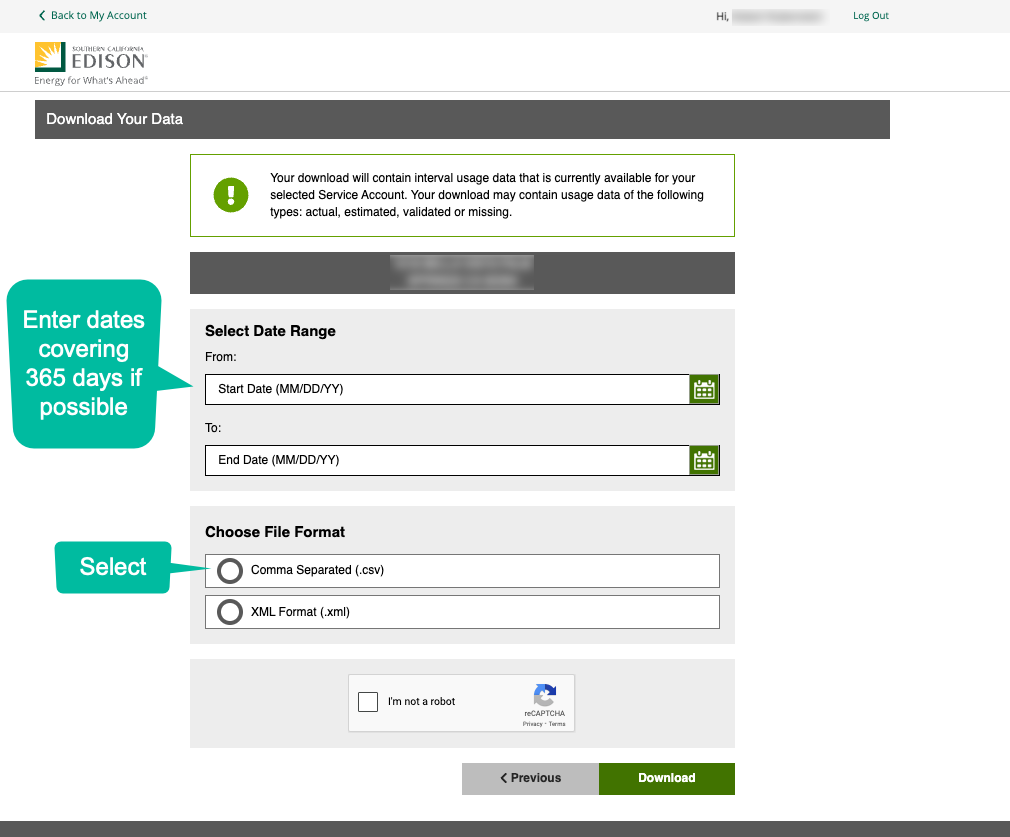 Back to My Account
Hi,
Log Out
SOUTHERN CALIFORNIA
EDISON®
Energy for What's Ahead®
Download Your Data
Your download will contain interval usage data that is currently available for your
selected Service Account. Your download may contain usage data of the following
types: actual, estimated, validated or missing.
Enter dates
covering
365 days if
possible
Select Date Range
From:
Start Date (MM/DD/YY)
To:
End Date (MM/DD/YY)
Choose File Format
Select
Comma Separated (.csv)
XML Format (.xml)
I'm not a robot
reCAPTCHA
Privacy - Terms
Previous
Download